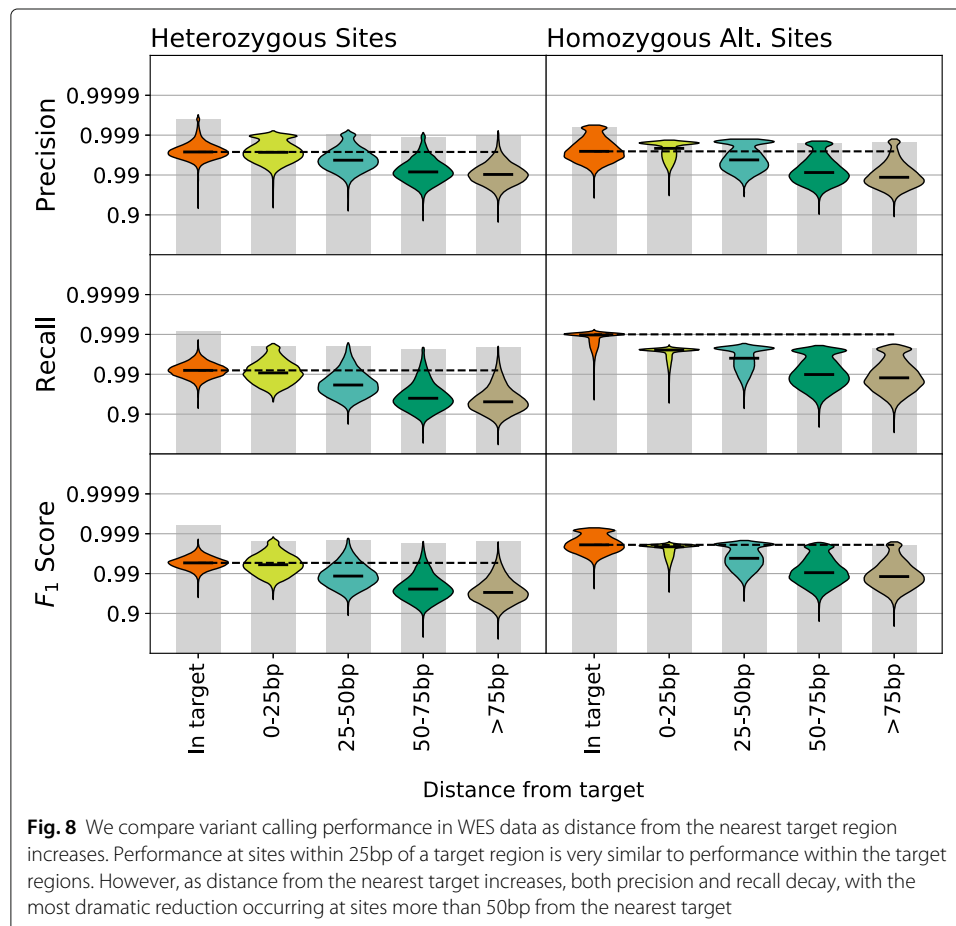 Heterozygous Sites
Homozygous Alt. Sites
Precision
0.9999
0.999
0.99
0.9
Recall
0.9999
0.999
0.99
0.9
F1 Score
0.9999
0.999
0.99
0.9
In target
0-25bp
25-50bp
50-75bp
>75bp
In target
0-25bp
25-50bp
50-75bp
>75bp
Distance from target
Fig. 8 We compare variant calling performance in WES data as distance from the nearest target region
increases. Performance at sites within 25bp of a target region is very similar to performance within the target
regions. However, as distance from the nearest target increases, both precision and recall decay, with the
most dramatic reduction occurring at sites more than 50bp from the nearest target